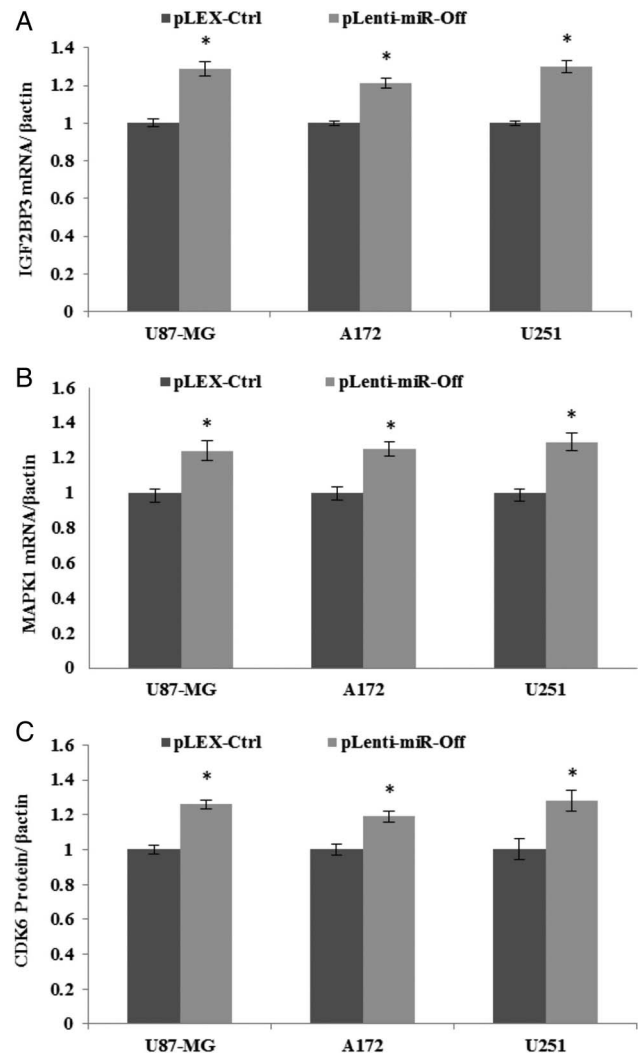 A
pLEX-Ctrl pLenti-miR-Off
IGF2BP3 mRNA/ βactin
1.4
1.2
1
0.8
0.6
0.4
0.2
0
* * *
U87-MG A172 U251
B
pLEX-Ctrl pLenti-miR-Off
MAPK1 mRNA/βactin
1.6
1.4
1.2
1
0.8
0.6
0.4
0.2
0
* * *
U87-MG A172 U251
C
pLEX-Ctrl pLenti-miR-Off
CDK6 Protein/ βactin
1.6
1.4
1.2
1
0.8
0.6
0.4
0.2
0
* * *
U87-MG A172 U251